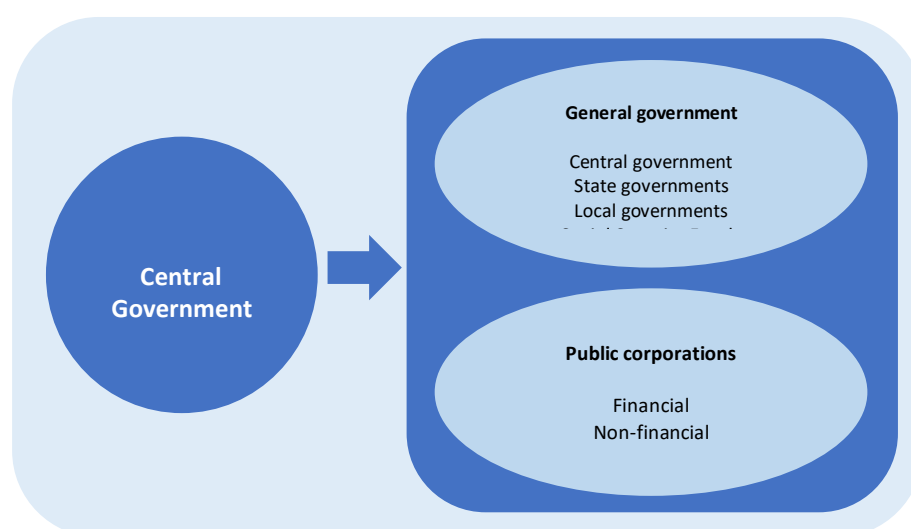 Central
Government
General government
Central government
State governments
Local governments
Public corporations
Financial
Non-financial